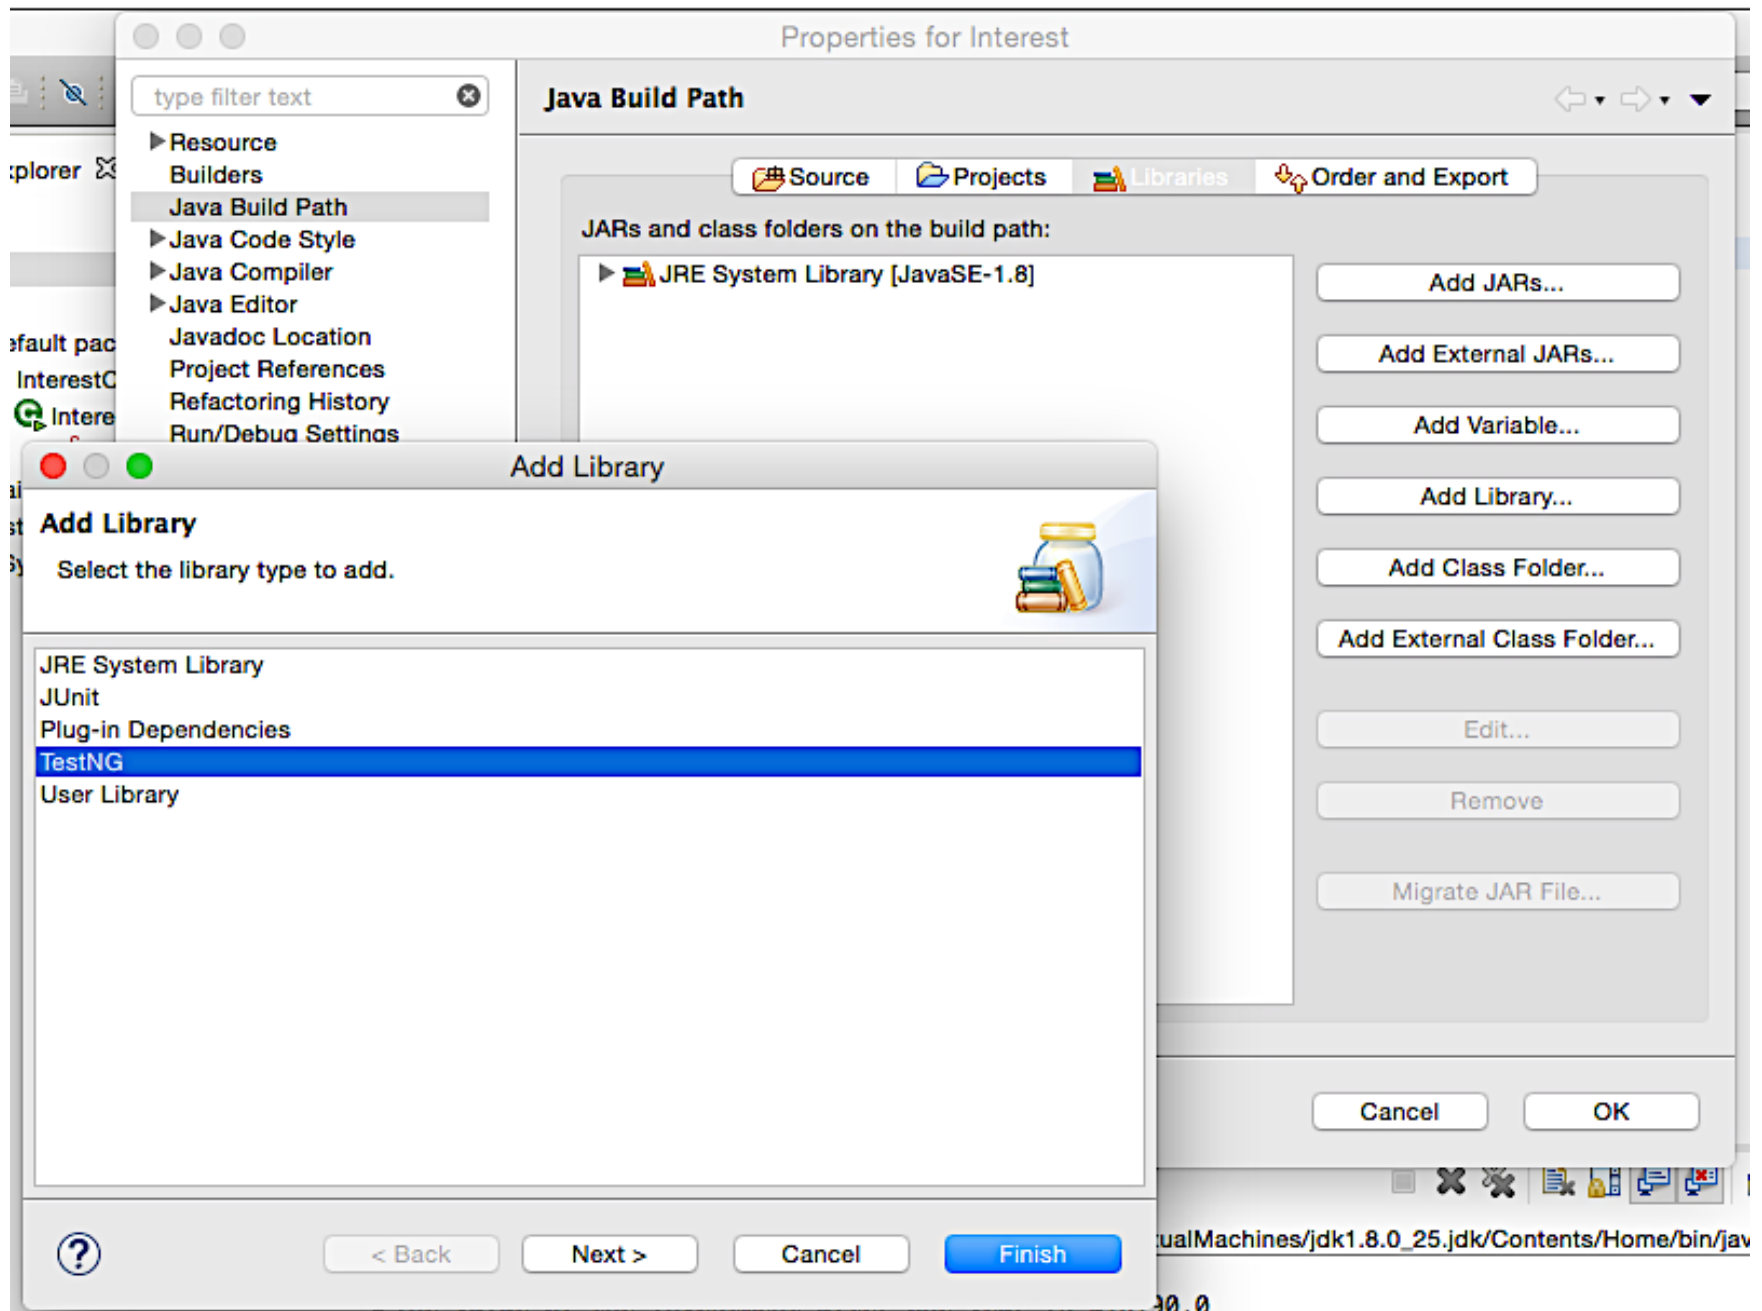 Properties for Interest
type filter text
Java Build Path
Resource
Builders
Java Build Path
Java Code Style
Java Compiler
Java Editor
Javadoc Location
Project References
Refactoring History
Run/Debug Settings
Source
Projects
Libraries
Order and Export
JARs and class folders on the build path:
JRE System Library [JavaSE-1.8]
Add JARs...
Add External JARs...
Add Variable...
Add Library...
Add Class Folder...
Add External Class Folder...
Edit...
Remove
Migrate JAR File...
Cancel
OK
plorer
efault pac
InterestC
Intere
Add Library
Add Library
Select the library type to add.
JRE System Library
JUnit
Plug-in Dependencies
TestNG
User Library
?
< Back
Next >
Cancel
Finish
tualMachines/jdk1.8.0_25.jdk/Contents/Home/bin/jav
90.0